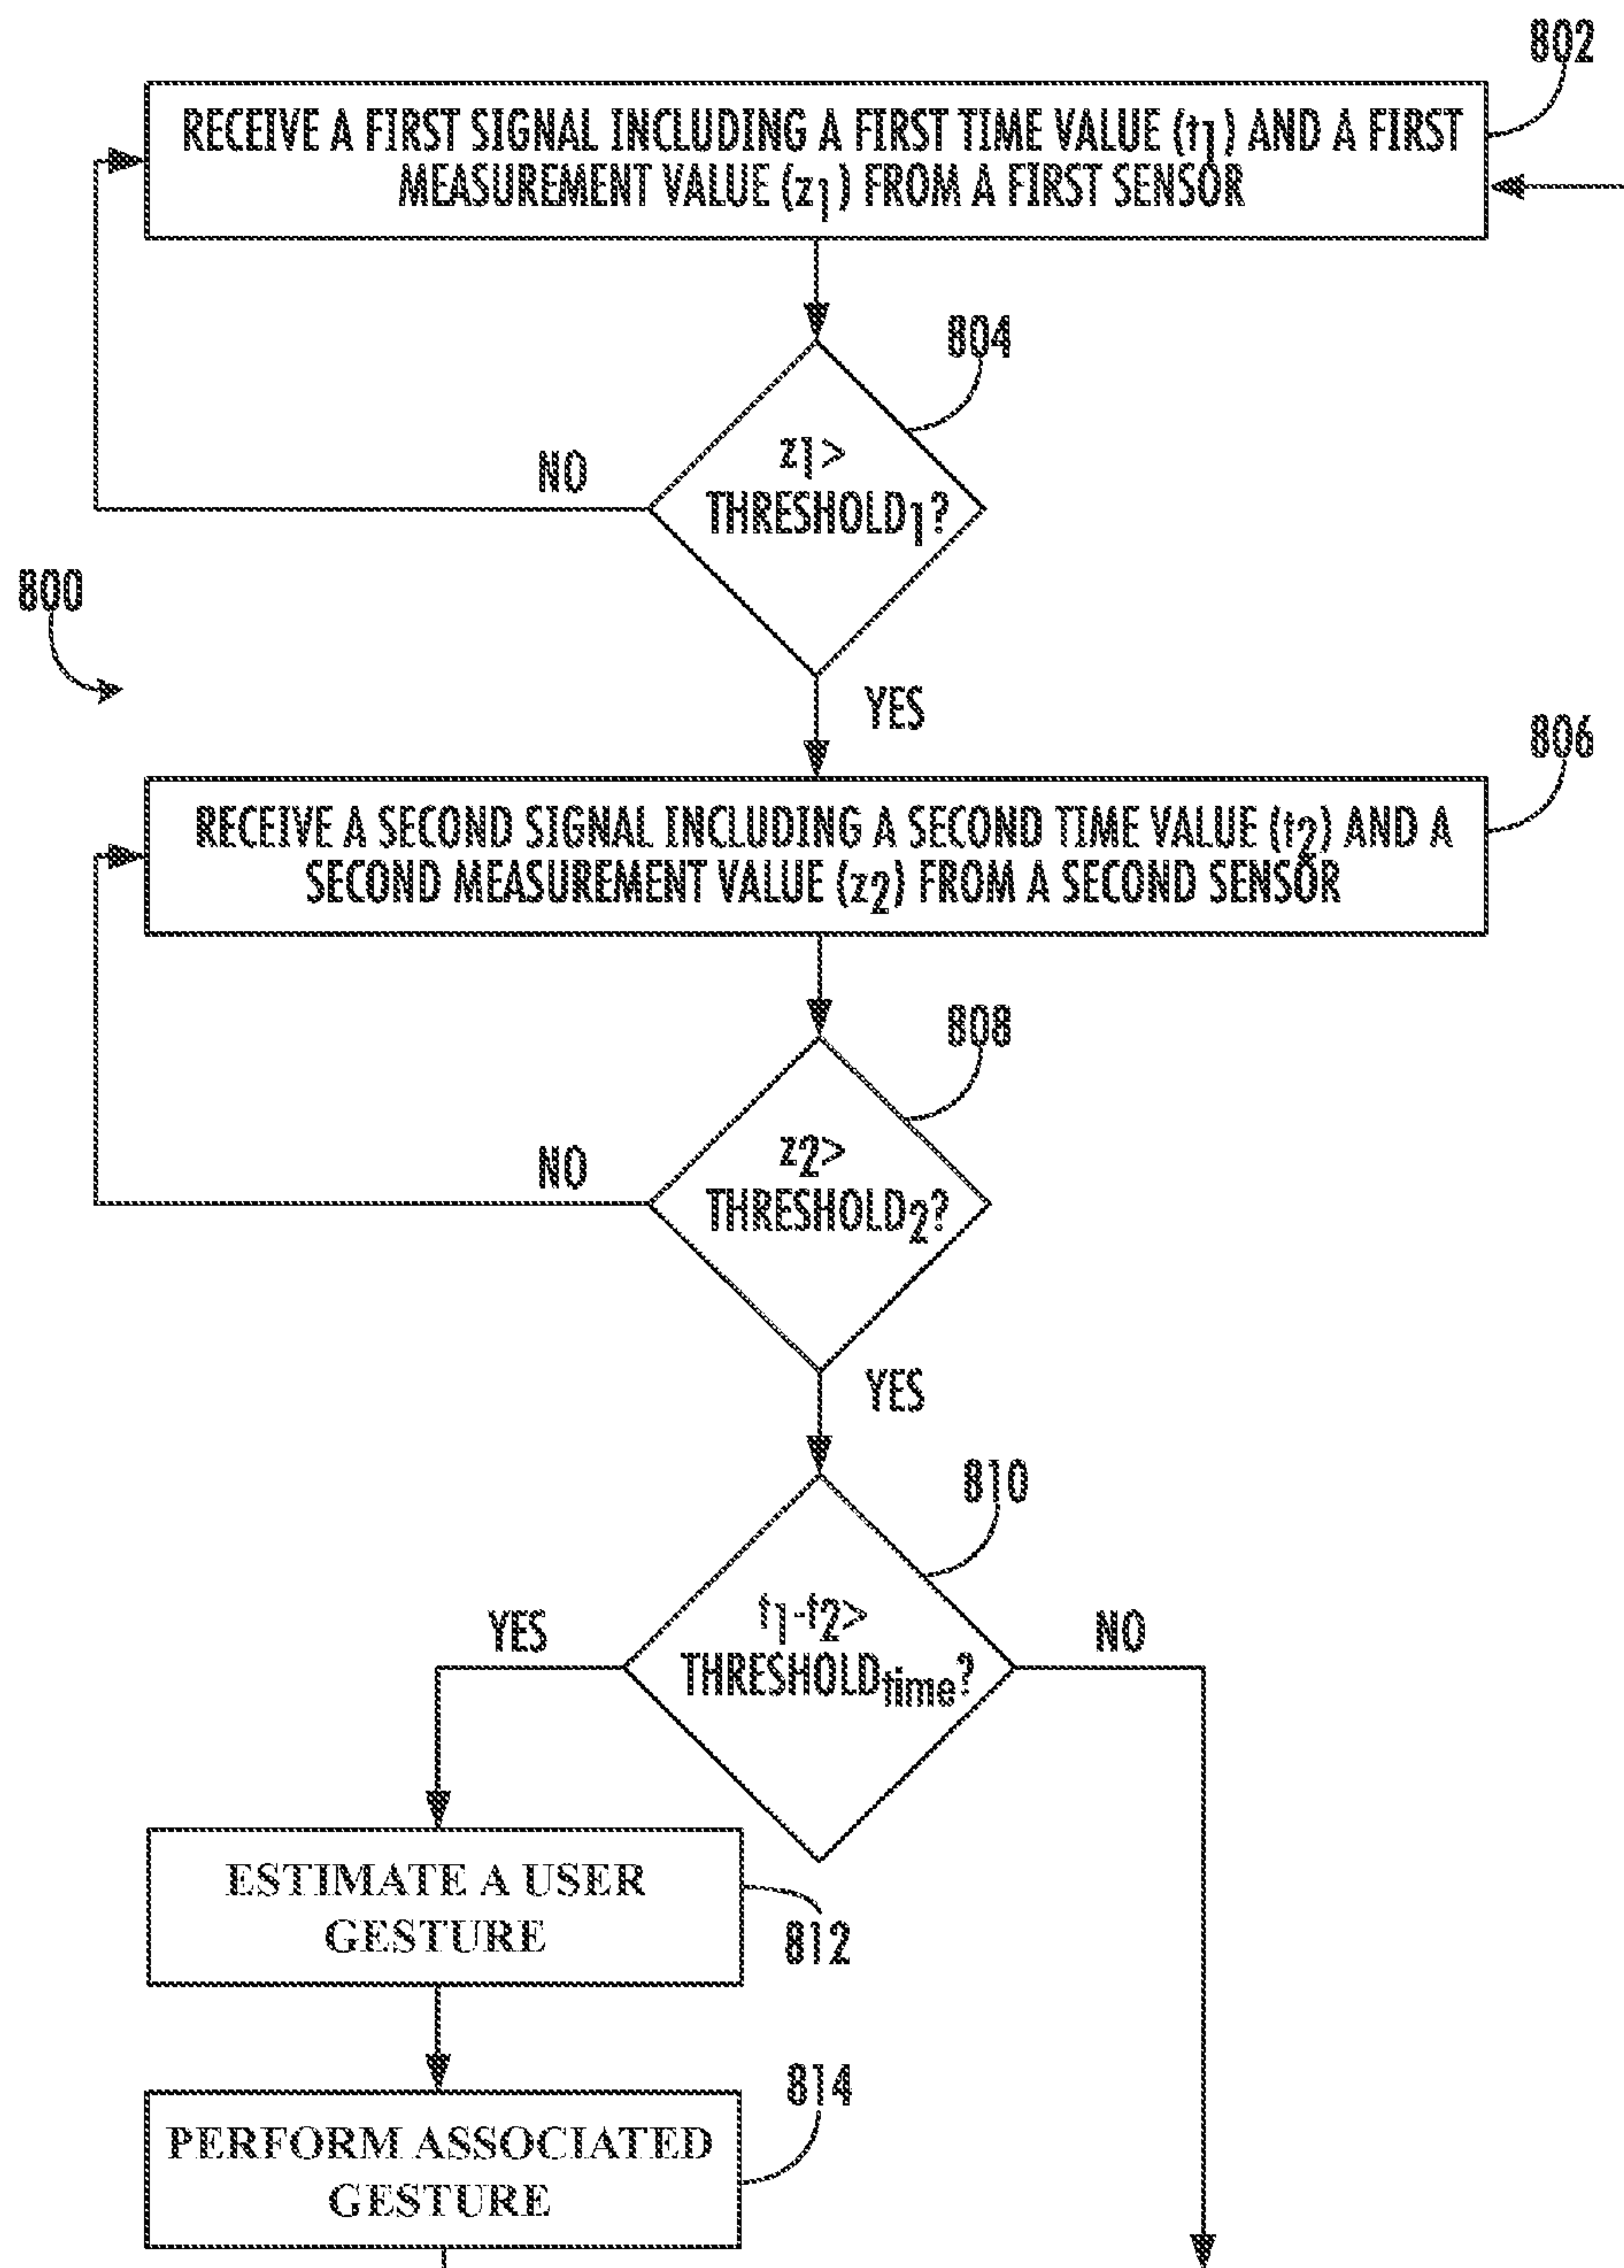 802
RECEIVE A FIRST SIGNAL INCLUDING A FIRST TIME VALUE (t1) AND A FIRST
MEASUREMENT VALUE (z1) FROM A FIRST SENSOR
804
z1>
THRESHOLD1?
NO
800
YES
806
RECEIVE A SECOND SIGNAL INCLUDING A SECOND TIME VALUE (t2) AND A
SECOND MEASUREMENT VALUE (z2) FROM A SECOND SENSOR
808
z2>
THRESHOLD2?
NO
YES
810
t1-t2>
THRESHOLDtime?
YES
NO
ESTIMATE A USER
GESTURE
812
814
PERFORM ASSOCIATED
GESTURE